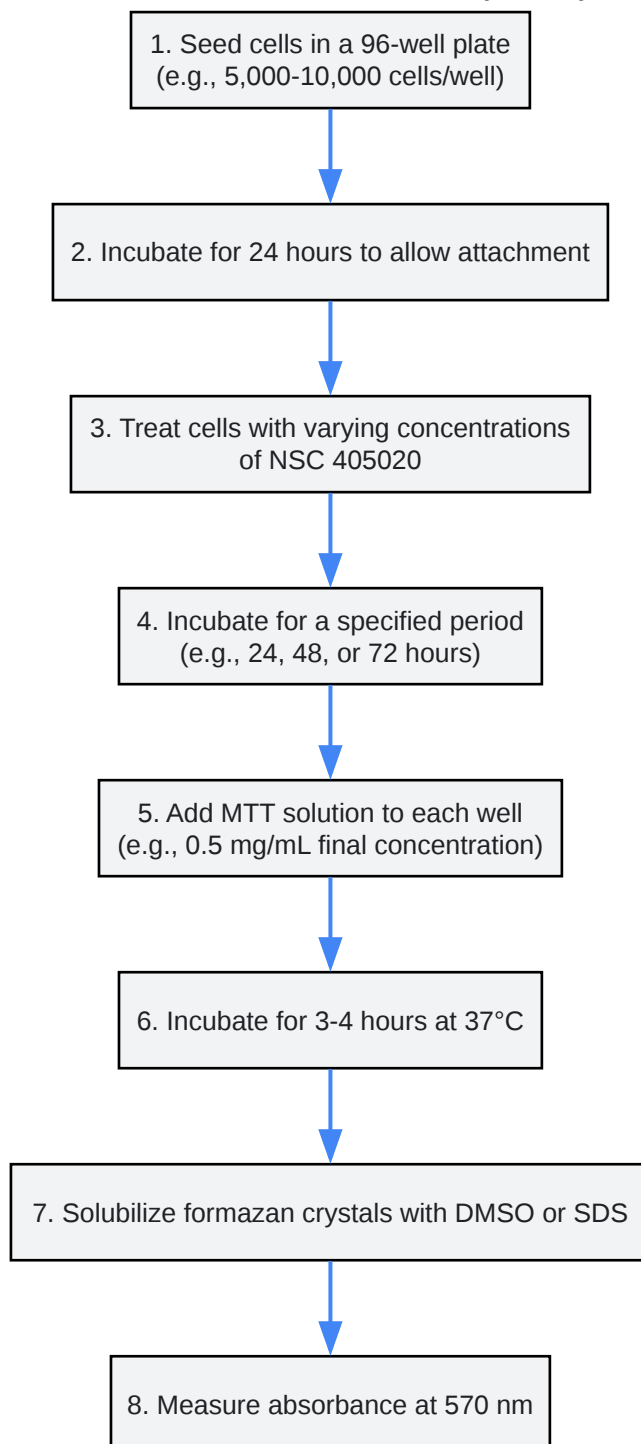 1. Seed cells in a 96-well plate
(e.g., 5,000-10,000 cells/well)
2. Incubate for 24 hours to allow attachment
3. Treat cells with varying concentrations
of NSC 405020
4. Incubate for a specified period
(e.g., 24, 48, or 72 hours)
5. Add MTT solution to each well
(e.g., 0.5 mg/mL final concentration)
6. Incubate for 3-4 hours at 37°C
7. Solubilize formazan crystals with DMSO or SDS
8. Measure absorbance at 570 nm